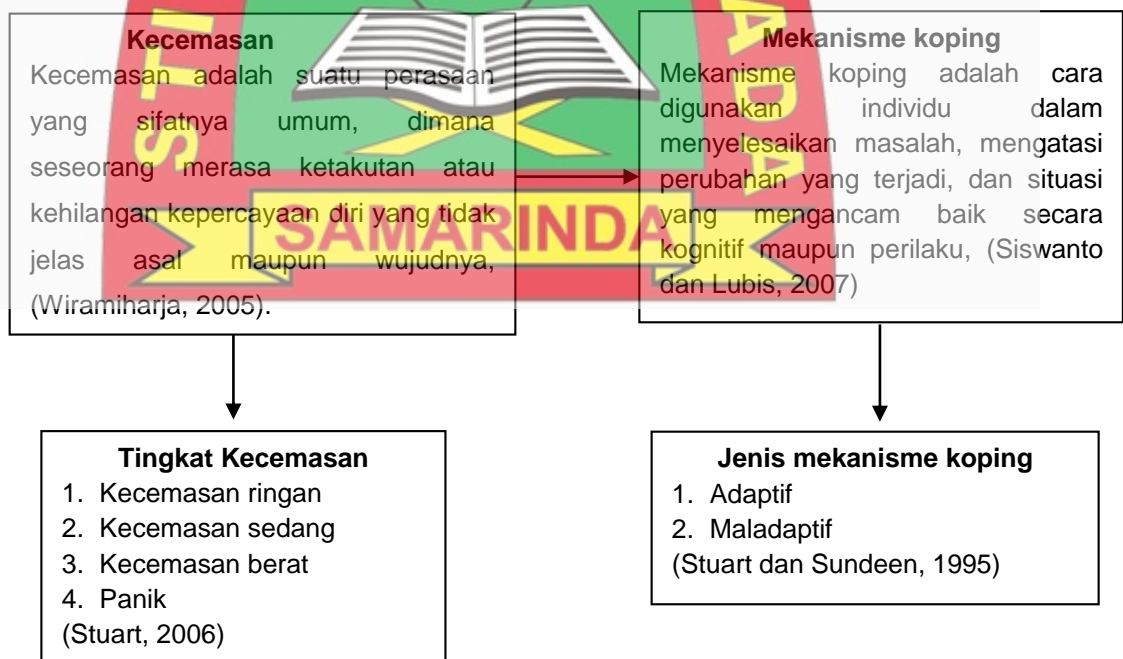 Kecemasan
Kecemasan adalah suatu perasaan
yang sifatnya umum, dimana
seseorang merasa ketakutan atau
kehilangan kepercayaan diri yang tidak
jelas asal maupun wujudnya,
(Wiramiharja, 2005).
Mekanisme koping
Mekanisme koping adalah cara
digunakan individu dalam
menyelesaikan masalah, mengatasi
perubahan yang terjadi, dan situasi
yang mengancam baik secara
kognitif maupun perilaku, (Siswanto
dan Lubis, 2007)
STI
ADA
SAMARINDA
Tingkat Kecemasan
1. Kecemasan ringan
2. Kecemasan sedang
3. Kecemasan berat
4. Panik
(Stuart, 2006)
Jenis mekanisme koping
1. Adaptif
2. Maladaptif
(Stuart dan Sundeen, 1995)